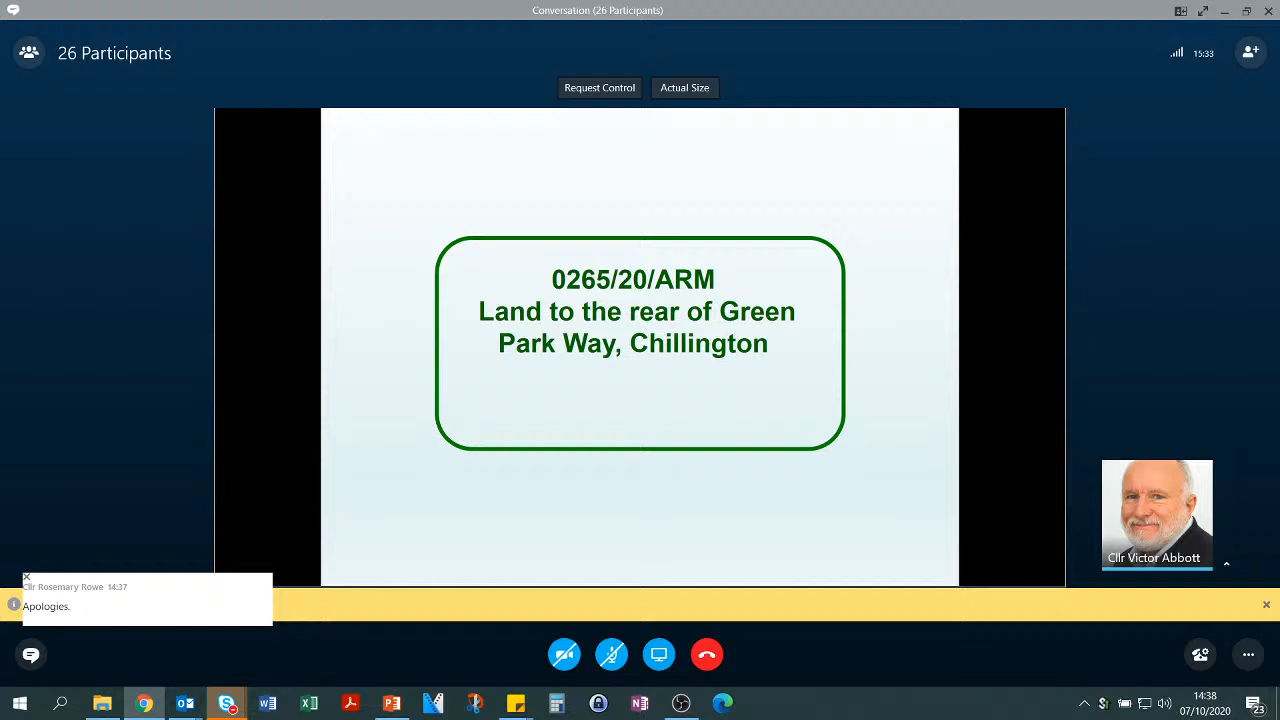 Conversation (26 Participants)
26 Participants
15:33
Request Control
Actual Size
0265/20/ARM
Land to the rear of Green
Park Way, Chillington
Cllr Victor Abbott
Cllr Rosemary Rowe 14:37
Apologies.
14:38
07/10/2020
23